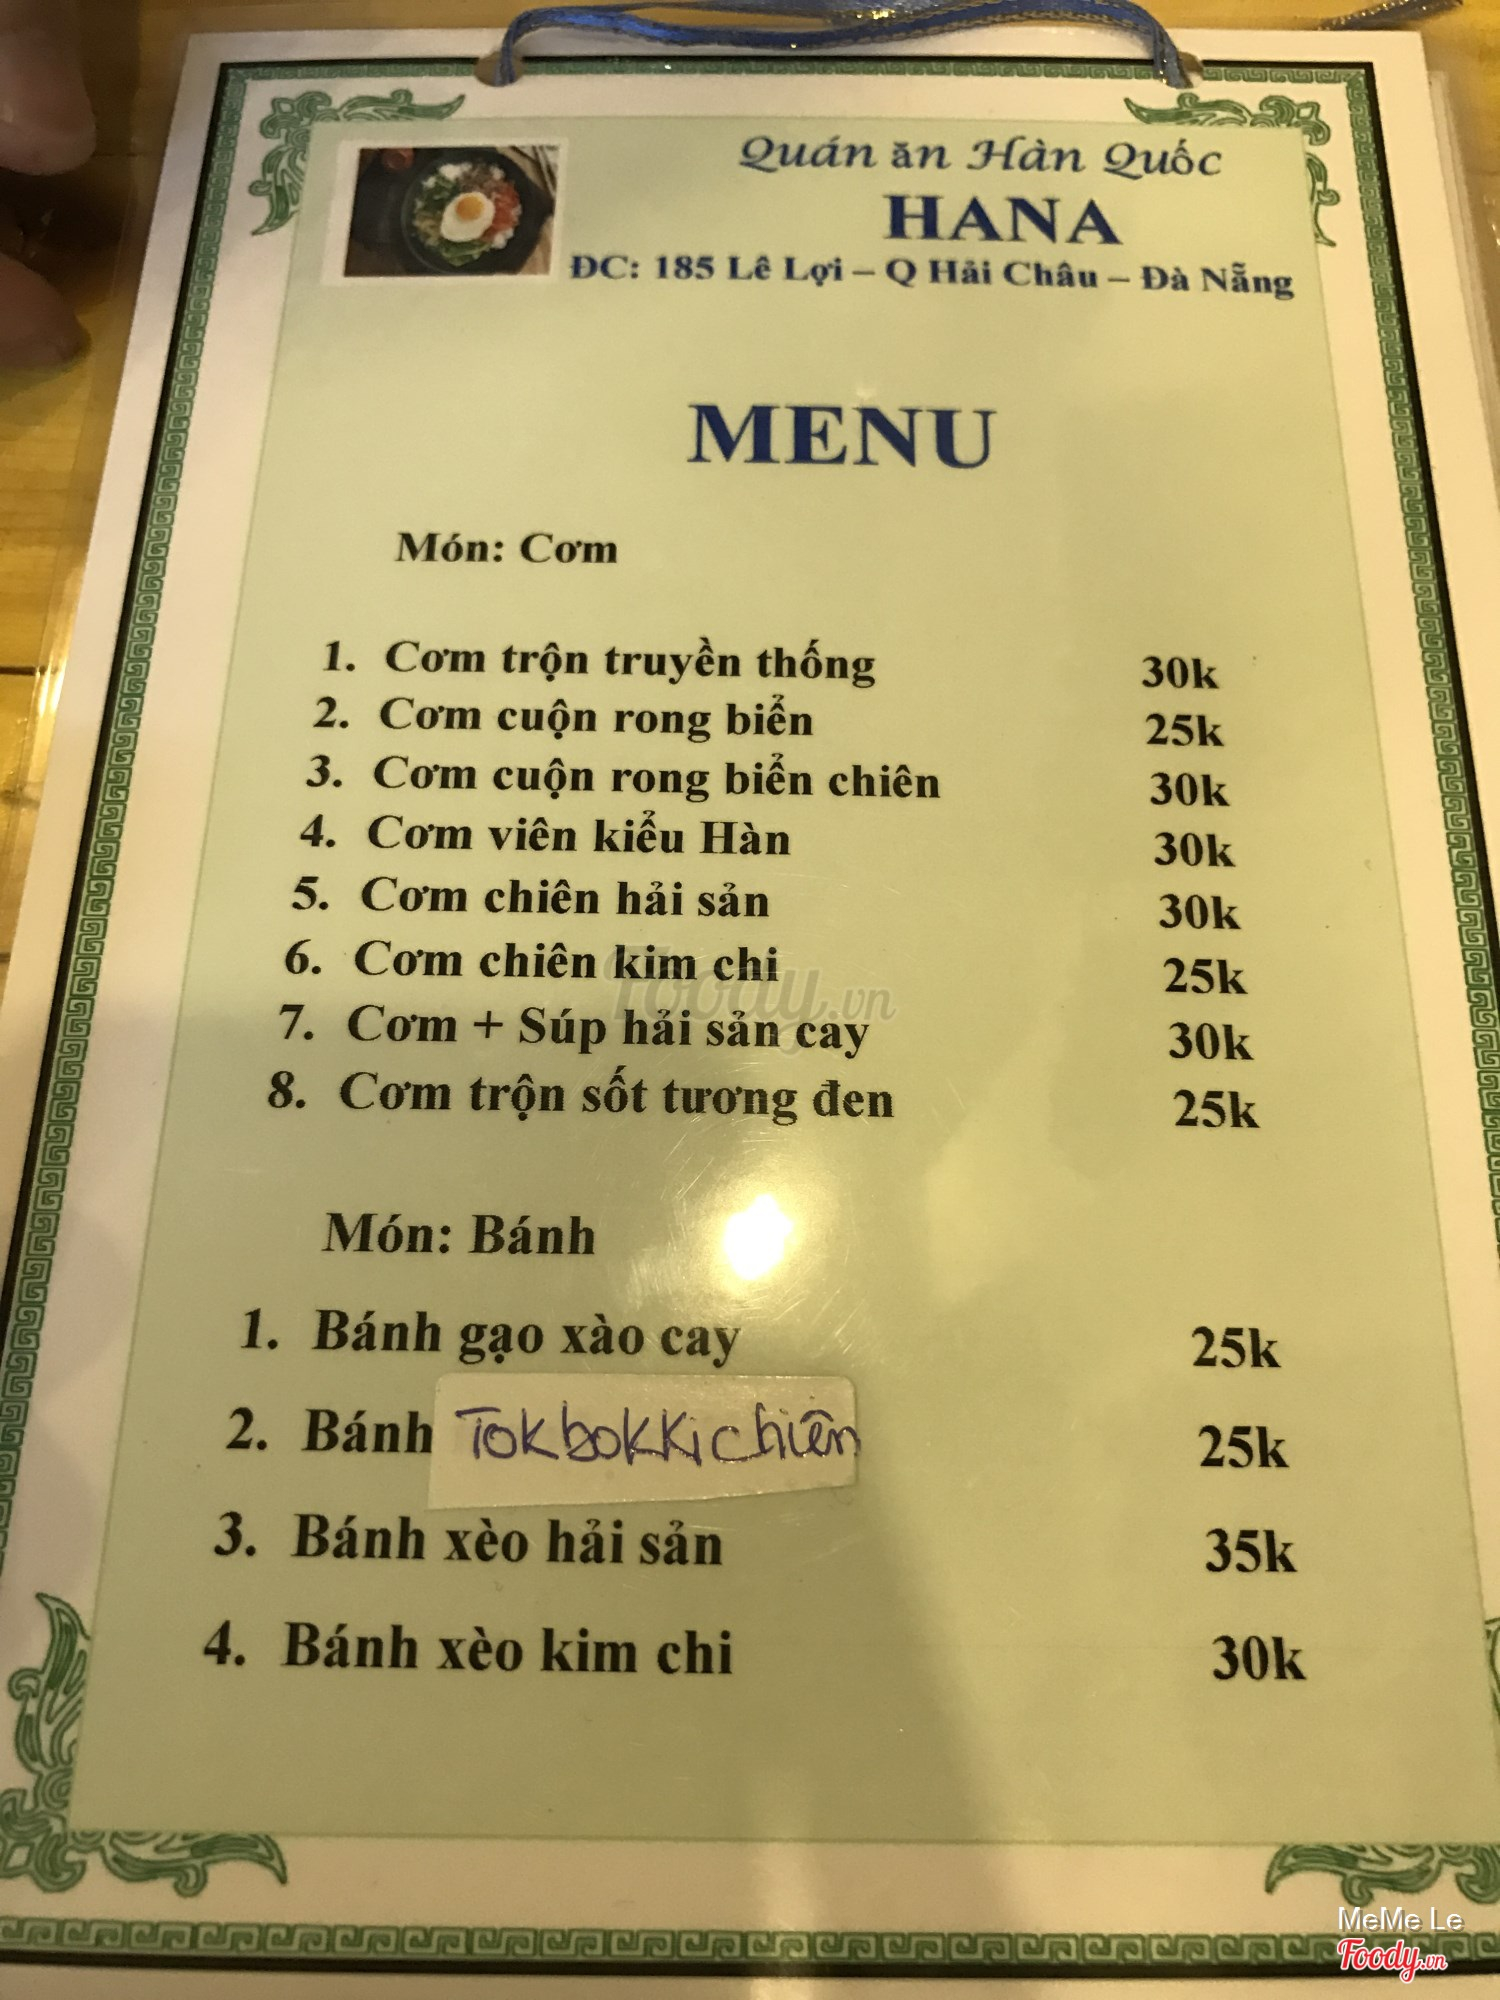 Quán ăn Hàn Quốc
HANA
ĐC: 185 Lê Lợi – Q Hải Châu – Đà Nẵng
MENU
Món: Cơm
1. Cơm trộn truyền thống 30k
2. Cơm cuộn rong biển 25k
3. Cơm cuộn rong biển chiên 30k
4. Cơm viên kiểu Hàn 30k
5. Cơm chiên hải sản 30k
6. Cơm chiên kim chi 25k
Foody.vn
7. Cơm + Súp hải sản cay 30k
8. Cơm trộn sốt tương đen 25k
Món: Bánh
1. Bánh gạo xào cay 25k
2. Bánh Tokbokki chiên 25k
3. Bánh xèo hải sản 35k
4. Bánh xèo kim chi 30k
MeMe Le
Foody.vn